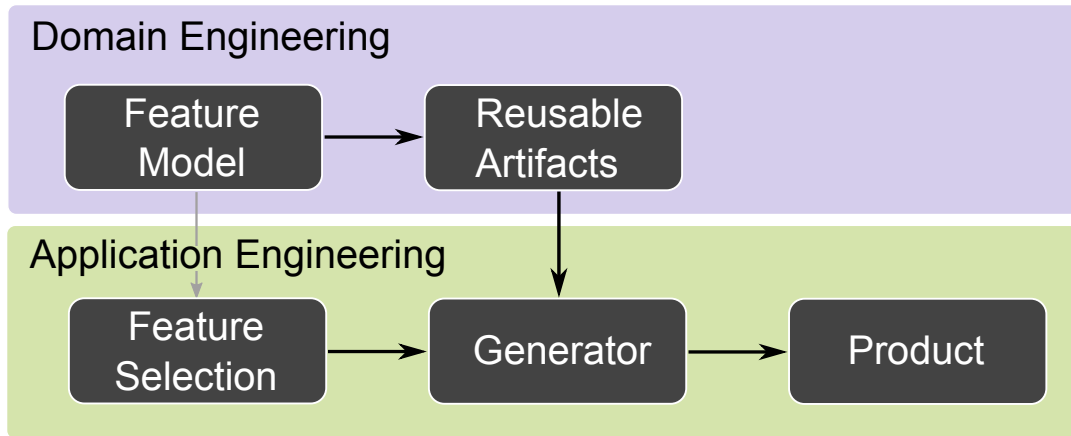 Domain Engineering
Feature
Model
Reusable
Artifacts
Application Engineering
Feature
Selection
Generator
Product